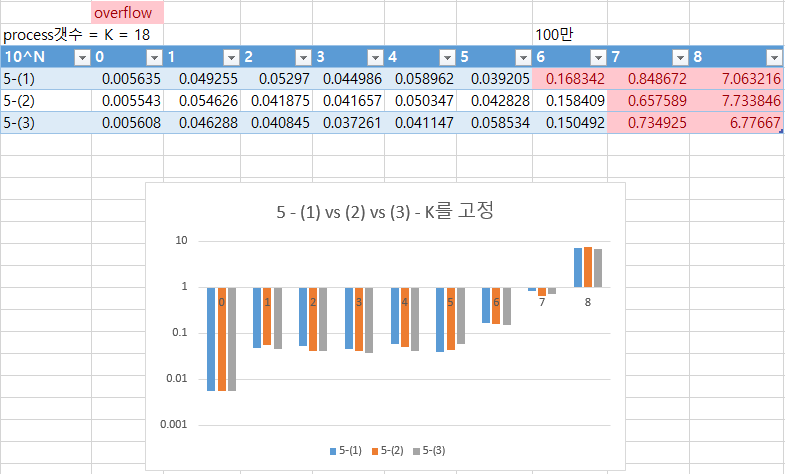 overflow
process갯수 = K = 18 100만
10^N 0 1 2 3 4 5 6 7 8
5-(1) 0.005635 0.049255 0.05297 0.044986 0.058962 0.039205 0.168342 0.848672 7.063216
5-(2) 0.005543 0.054626 0.041875 0.041657 0.050347 0.042828 0.158409 0.657589 7.733846
5-(3) 0.005608 0.046288 0.040845 0.037261 0.041147 0.058534 0.150492 0.734925 6.77667
5 - (1) vs (2) vs (3) - K를 고정
10
1
0 1 2 3 4 5 6 7 8
0.1
0.01
0.001
5-(1) 5-(2) 5-(3)